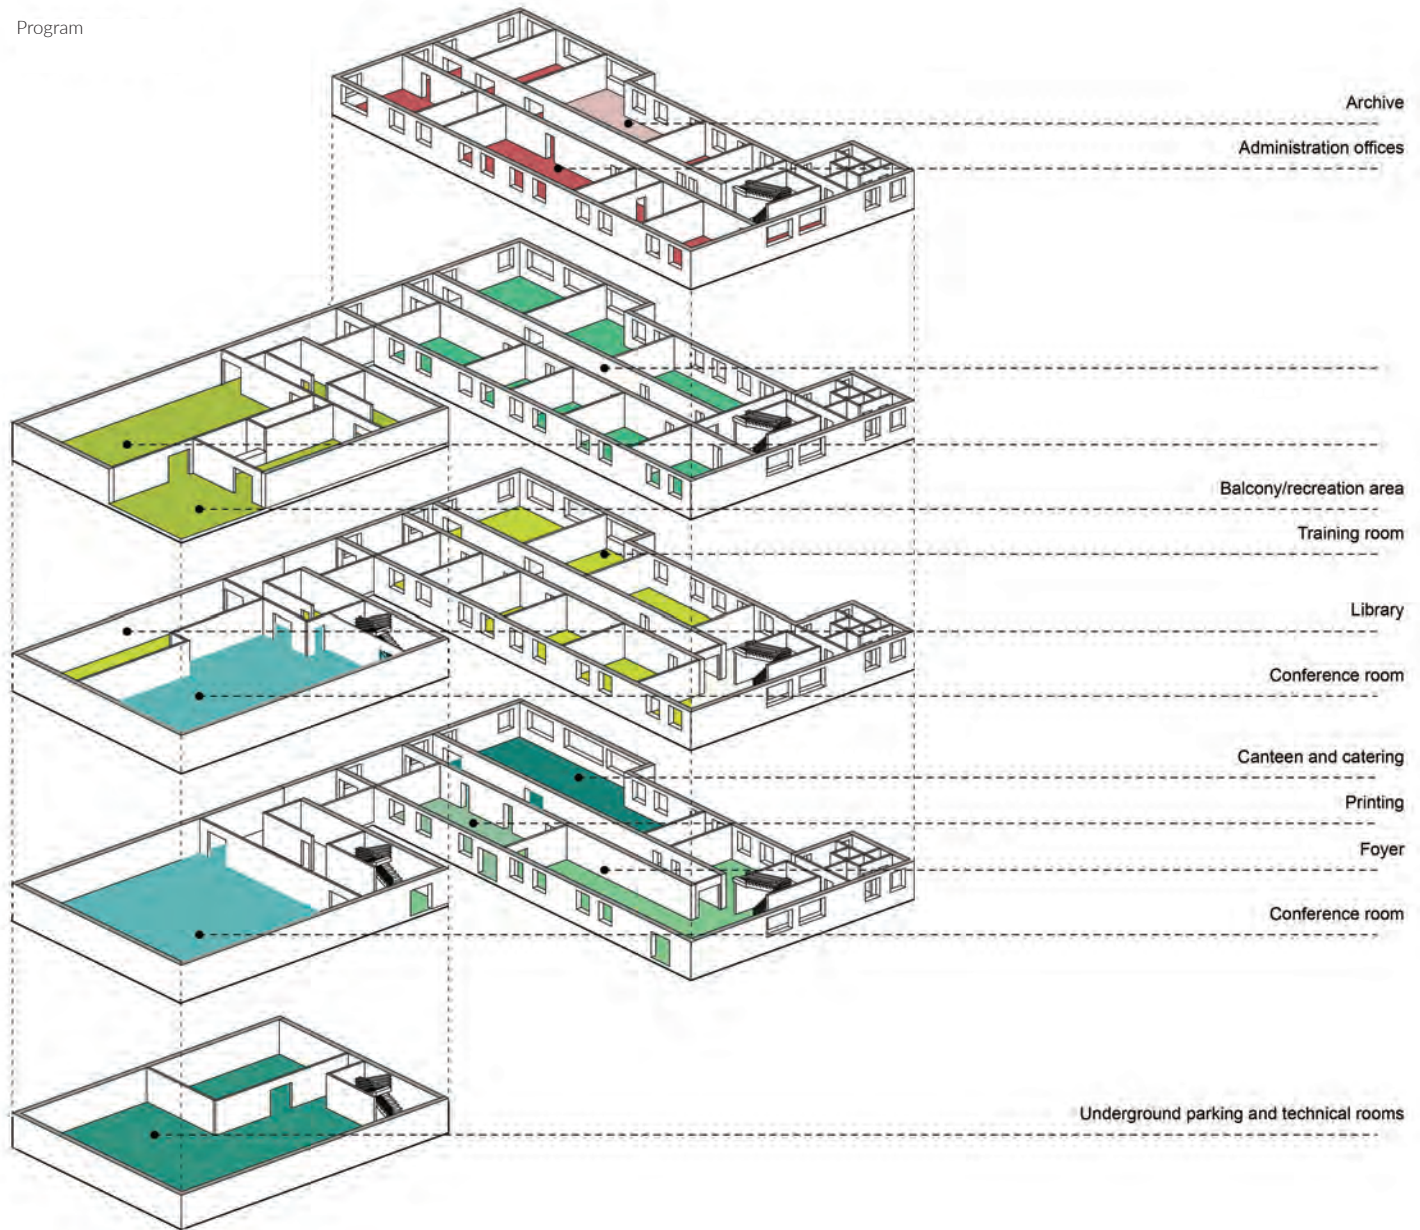 Program
Archive
Administration offices
Balcony/recreation area
Training room
Library
Conference room
Canteen and catering
Printing
Foyer
Conference room
Underground parking and technical rooms